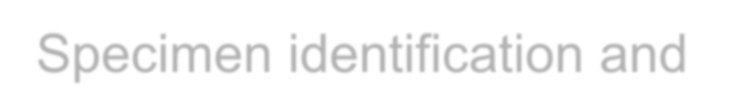 Specimen identification and